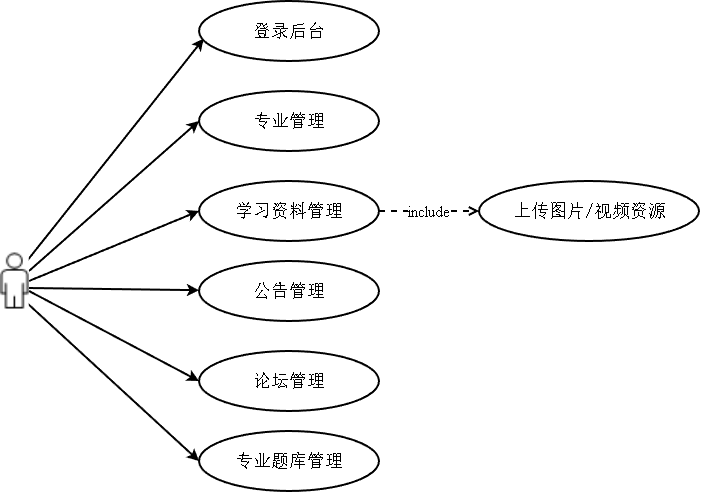 登录后台
专业管理
学习资料管理
include
上传图片/视频资源
公告管理
论坛管理
专业题库管理